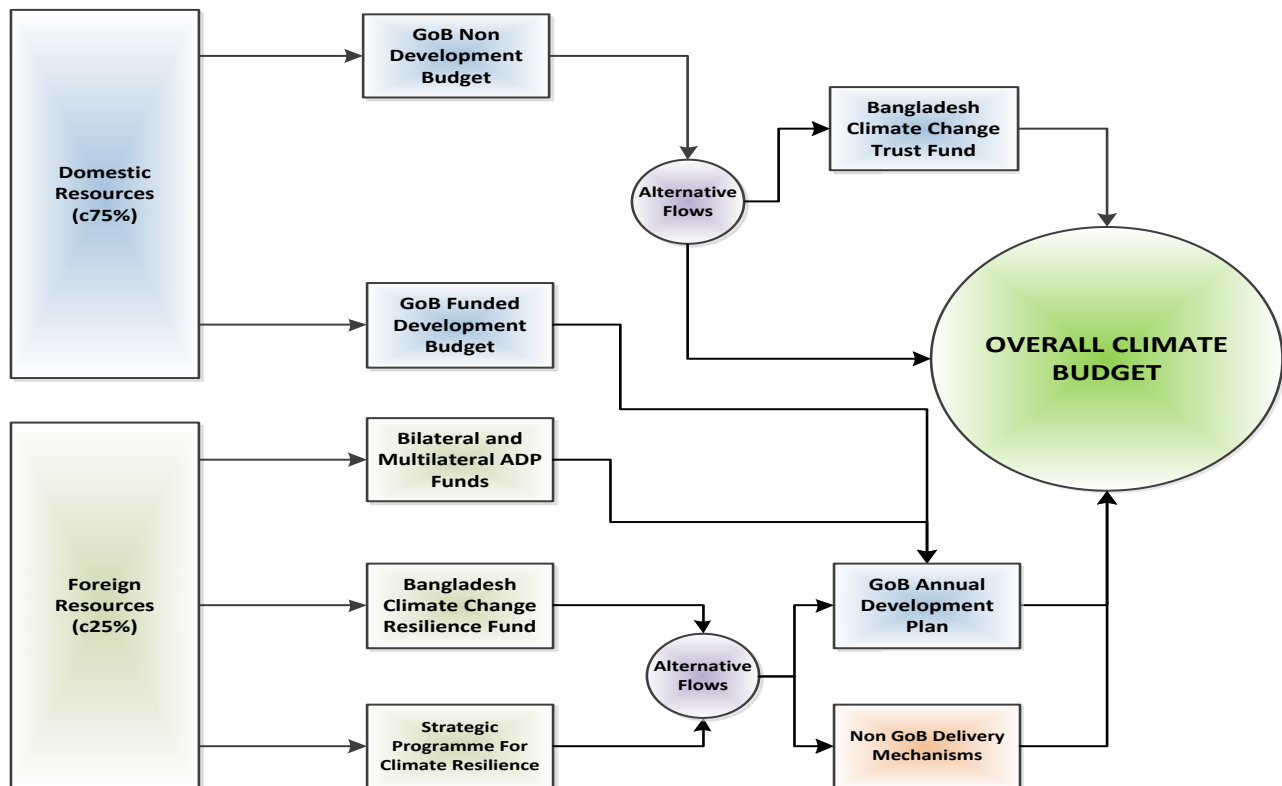 GoB Non
Development
Budget
Bangladesh
Climate Change
Trust Fund
Domestic
Resources
(c75%)
Alternative
Flows
GoB Funded
Development
Budget
OVERALL CLIMATE
BUDGET
Bilateral and
Multilateral ADP
Funds
Foreign
Resources
(c25%)
Bangladesh
Climate Change
Resilience Fund
GoB Annual
Development
Plan
Alternative
Flows
Strategic
Programme For
Climate Resilience
Non GoB Delivery
Mechanisms